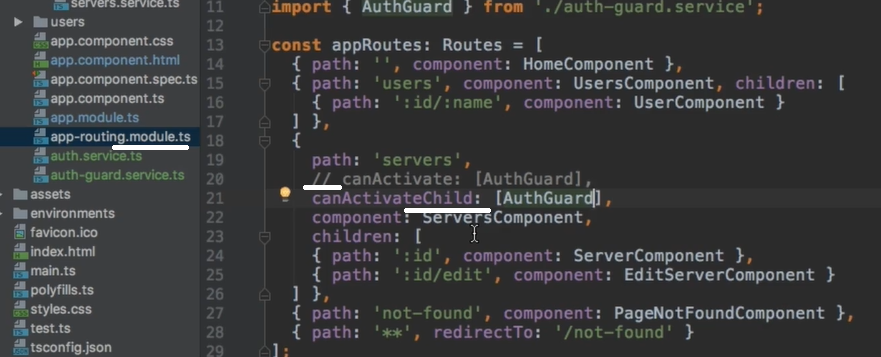 servers.service.ts
users
app.component.css
app.component.html
app.component.spec.ts
app.component.ts
app.module.ts
app-routing.module.ts
auth.service.ts
auth-guard.service.ts
assets
environments
favicon.ico
index.html
main.ts
polyfills.ts
styles.css
test.ts
tsconfig.json
11 import { AuthGuard } from './auth-guard.service';
12
13 const appRoutes: Routes = [
14 { path: '', component: HomeComponent },
15 { path: 'users', component: UsersComponent, children: [
16 { path: ':id/:name', component: UserComponent }
17 ] },
18 {
19 path: 'servers',
20 // canActivate: [AuthGuard],
21 canActivateChild: [AuthGuard],
22 component: ServersComponent,
23 children: [
24 { path: ':id', component: ServerComponent },
25 { path: ':id/edit', component: EditServerComponent }
26 ] },
27 { path: 'not-found', component: PageNotFoundComponent },
28 { path: '**', redirectTo: '/not-found' }
29 ];